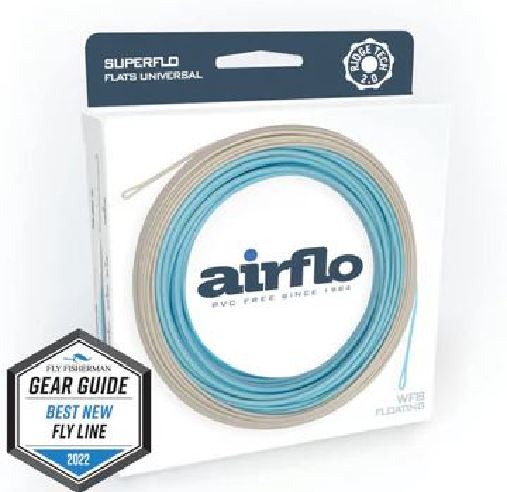 SUPERFLO
FLATS UNIVERSAL
RIDGE TECH
2.0
airflo
PVC FREE SINCE 1984
FLOATING
FLY FISHERMAN
GEAR GUIDE
BEST NEW
FLY LINE
2022